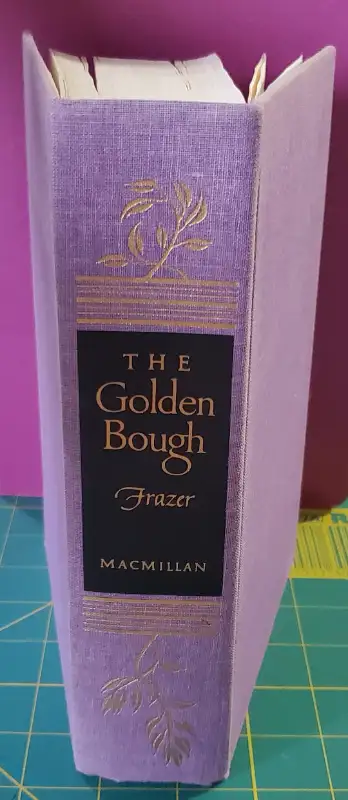 THE
Golden
Bough
Frazer
MACMILLAN